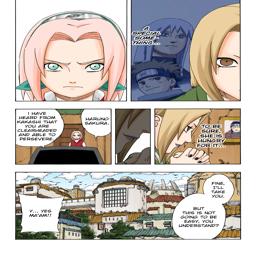 A
SPECIAL
SOME-
THING...
I HAVE
HEARD FROM
KAKASHI THAT
YOU ARE
CLEARHEADED
AND ABLE TO
PERSEVERE
HARUNO
SAKURA.
TO BE
SURE,
SHE IS
HUNGRY
FOR IT
FINE,
I'LL
TAKE
YOU.
BUT
THIS IS NOT
GOING TO BE
EASY, YOU
UNDERSTAND?
Y... YES
MA'AM!!